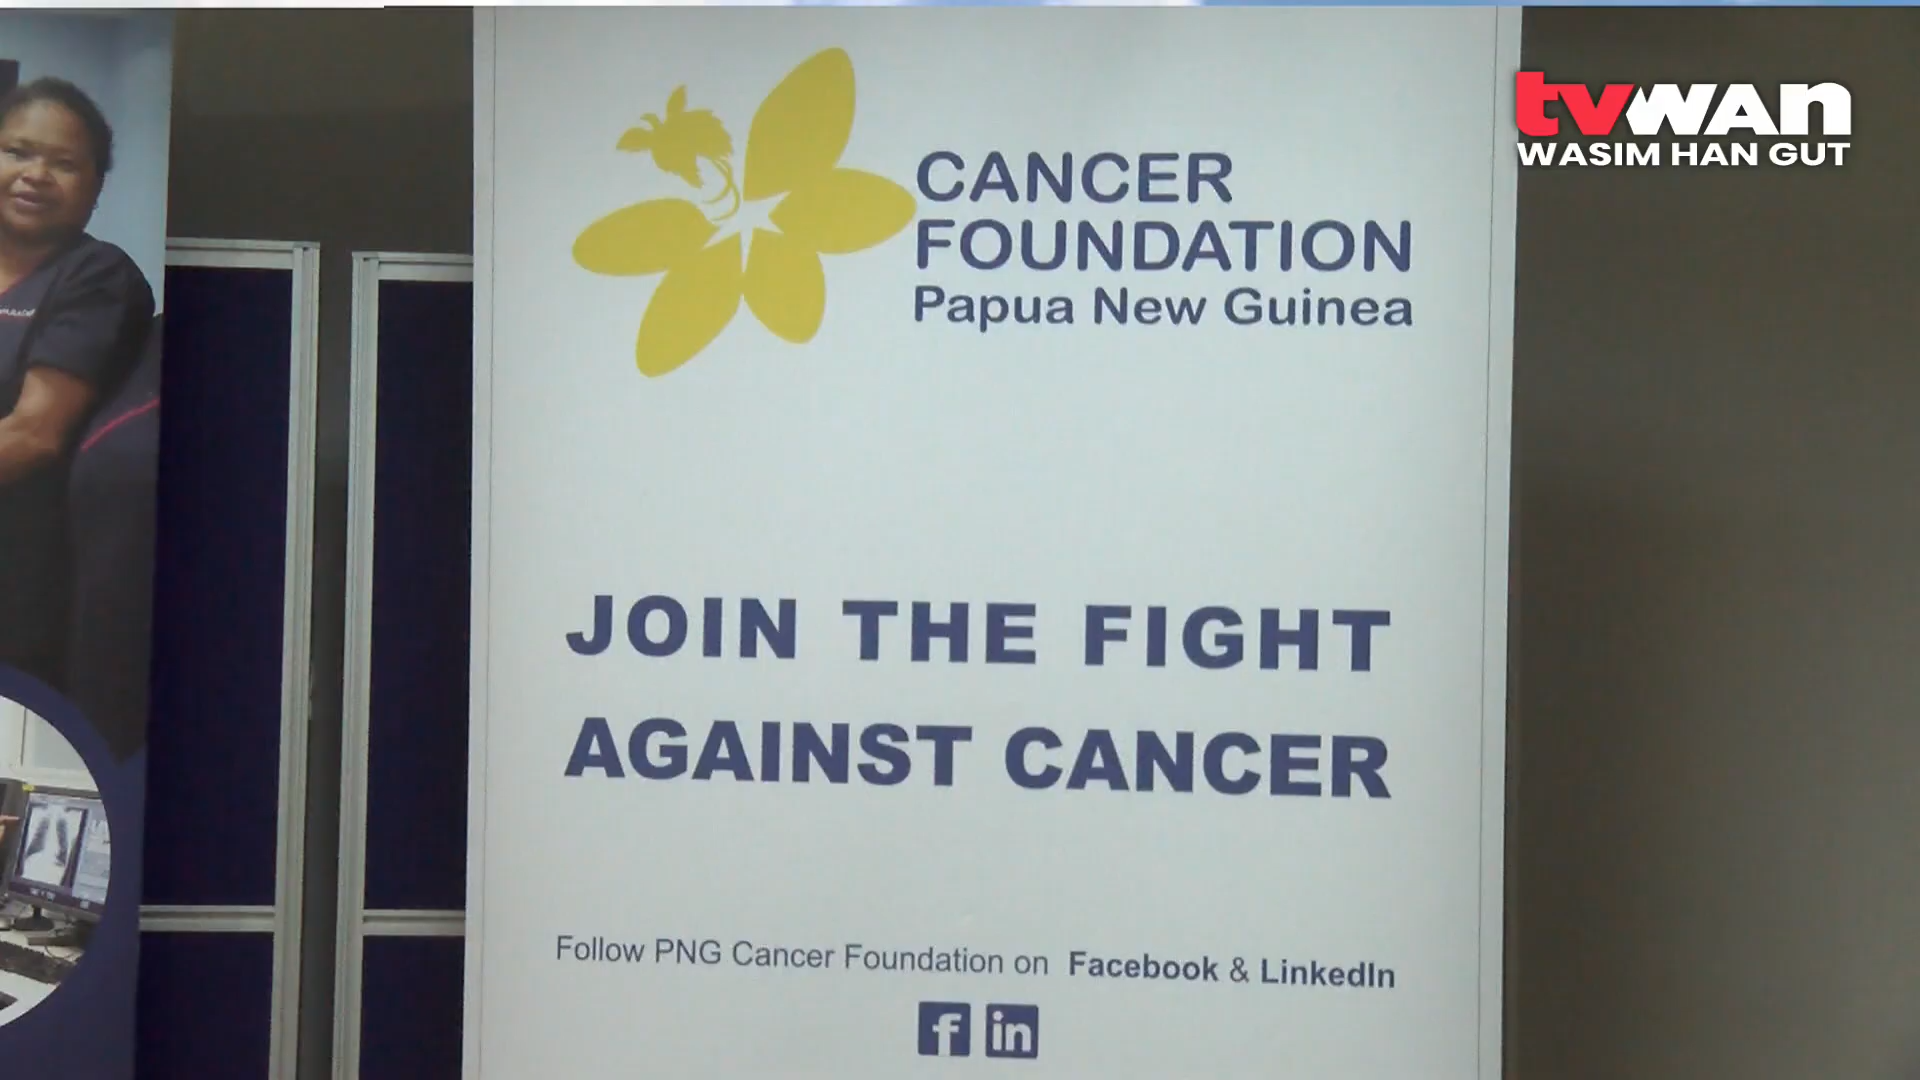 tvwan
WASIM HAN GUT
CANCER
FOUNDATION
Papua New Guinea
JOIN THE FIGHT
AGAINST CANCER
Follow PNG Cancer Foundation on Facebook & LinkedIn
f in